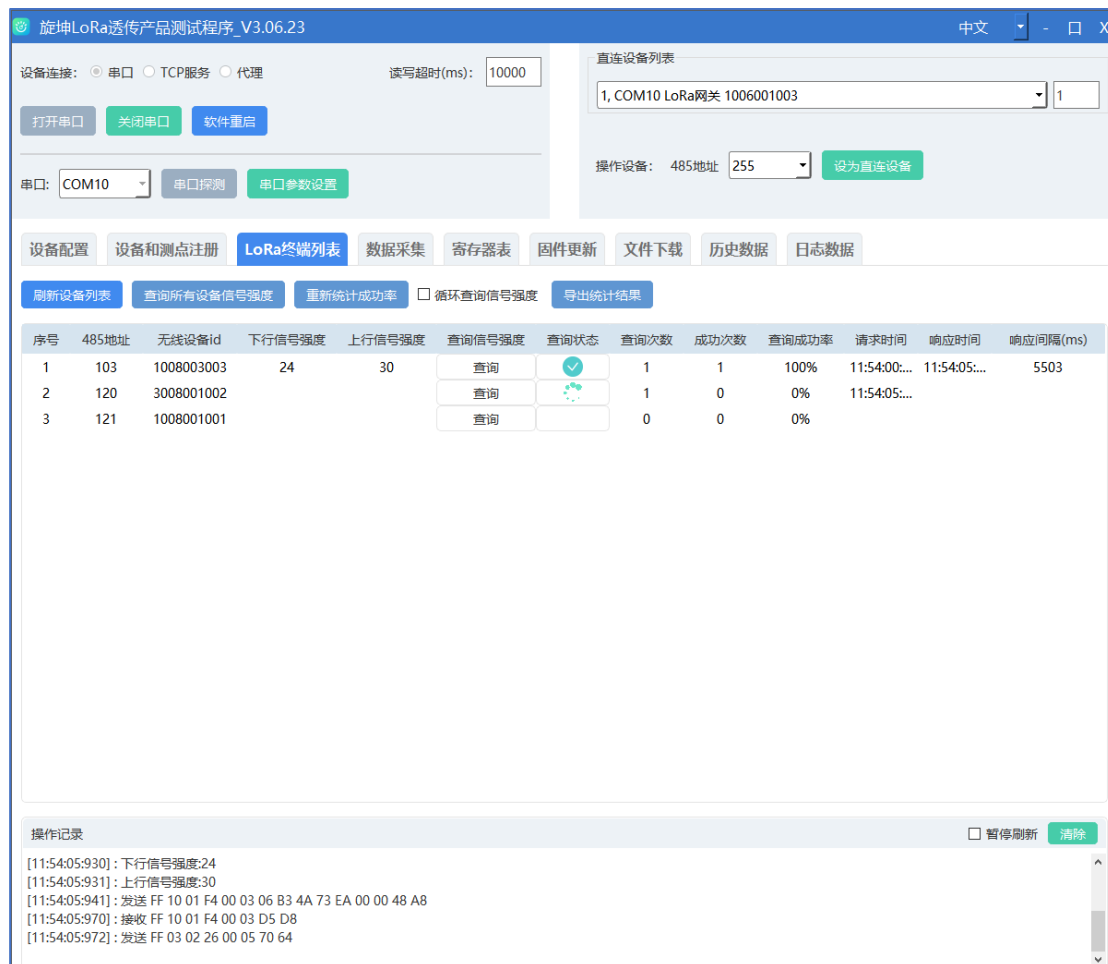 旋坤LoRa透传产品测试程序_V3.06.23 中文 - 口 X
设备连接: 串口 TCP服务 代理 读写超时(ms): 10000
直连设备列表
1, COM10 LoRa网关 1006001003 1
打开串口 关闭串口 软件重启
操作设备: 485地址 255 设为直连设备
串口: COM10 串口探测 串口参数设置
设备配置 设备和测点注册 LoRa终端列表 数据采集 寄存器表 固件更新 文件下载 历史数据 日志数据
刷新设备列表 查询所有设备信号强度 重新统计成功率 循环查询信号强度 导出统计结果
序号 485地址 无线设备id 下行信号强度 上行信号强度 查询信号强度 查询状态 查询次数 成功次数 查询成功率 请求时间 响应时间 响应间隔(ms)
1 103 1008003003 24 30 查询 1 1 100% 11:54:00:... 11:54:05:... 5503
2 120 3008001002 查询 1 0 0% 11:54:05:...
3 121 1008001001 查询 0 0 0%
操作记录 暂停刷新 清除
[11:54:05:930] : 下行信号强度:24
[11:54:05:931] : 上行信号强度:30
[11:54:05:941] : 发送 FF 10 01 F4 00 03 06 B3 4A 73 EA 00 00 48 A8
[11:54:05:970] : 接收 FF 10 01 F4 00 03 D5 D8
[11:54:05:972] : 发送 FF 03 02 26 00 05 70 64